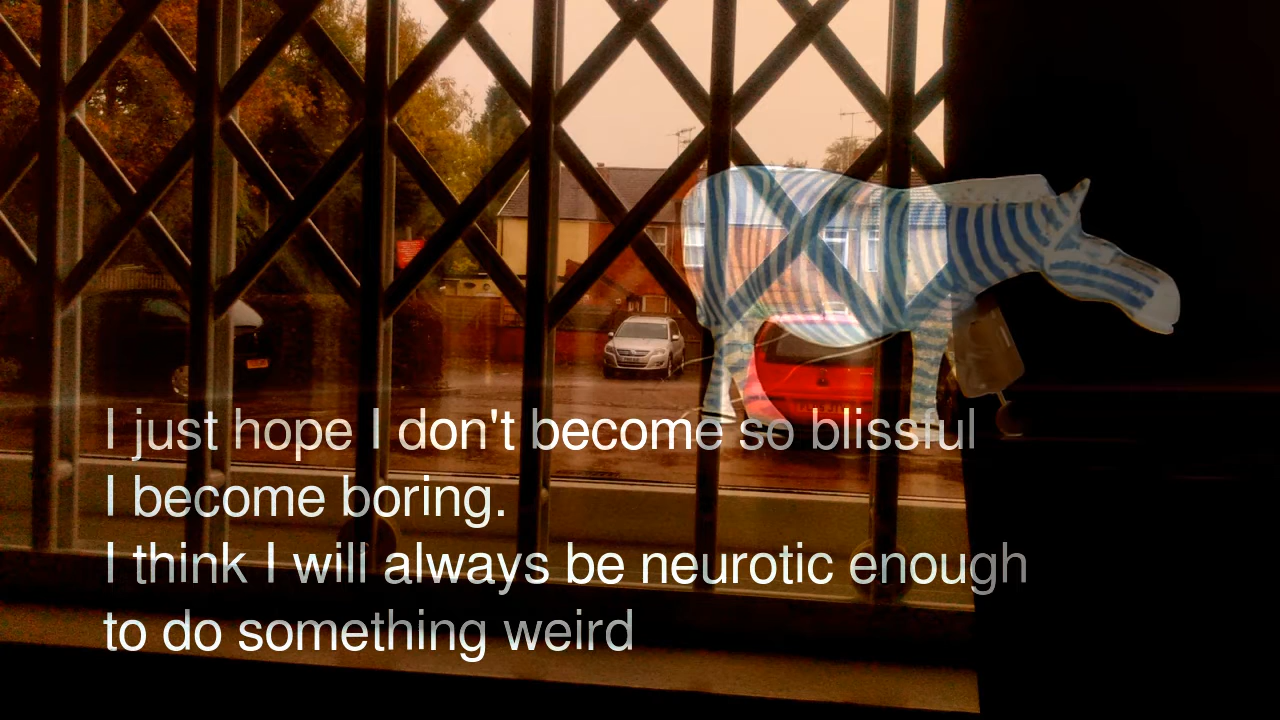 I just hope I don't become so blissful
I become boring.
I think I will always be neurotic enough
to do something weird